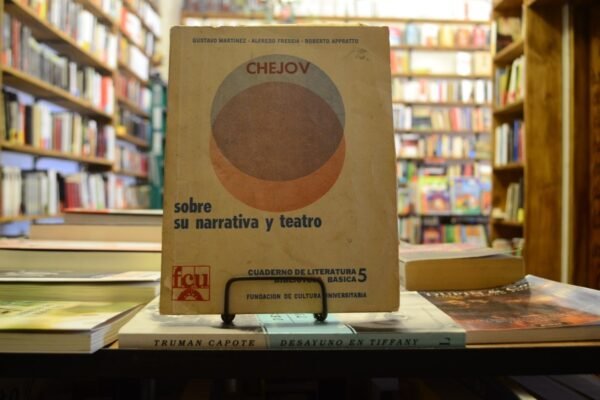 GUSTAVO MARTINEZ - ALFREDO FRESSIA - ROBERTO APPRATTO
CHEJOV
sobre
su narrativa y teatro
fcu
CUADERNO DE LITERATURA 5
BIBLIOTECA BASICA
FUNDACION DE CULTURA UNIVERSITARIA
TRUMAN CAPOTE DESAYUNO EN TIFFANY